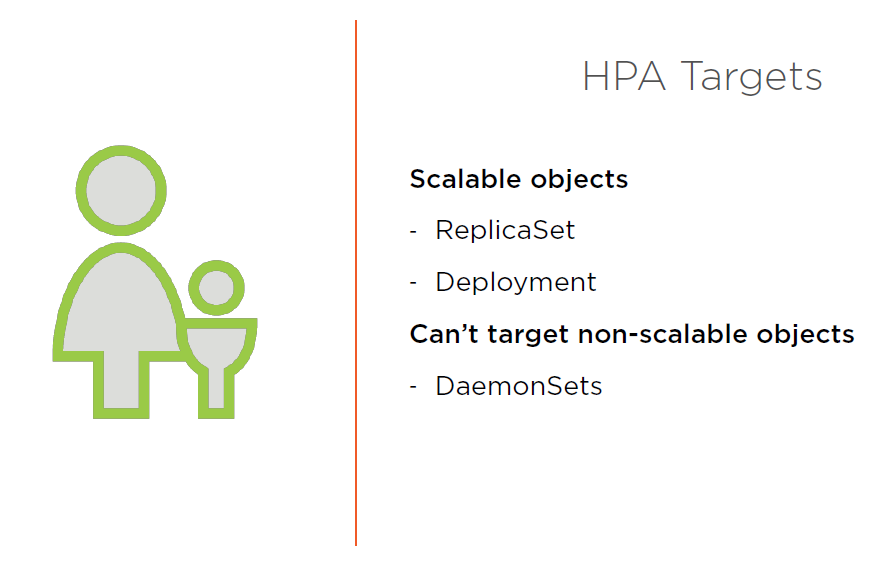 HPA Targets
Scalable objects
- ReplicaSet
- Deployment
Can’t target non-scalable objects
- DaemonSets